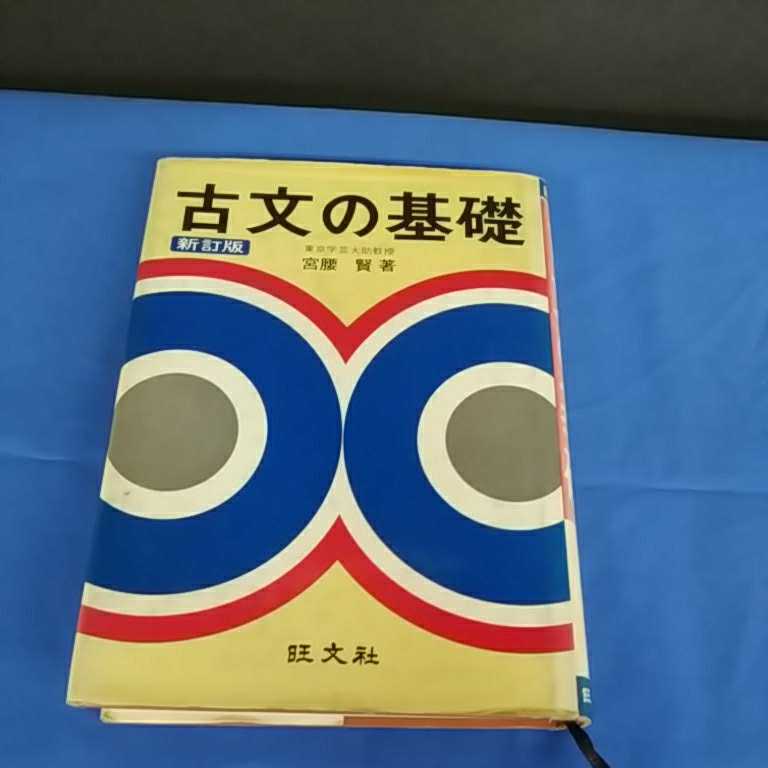 古文の基礎
新訂版
東京学芸大助教授
宮腰 賢 著
旺文社